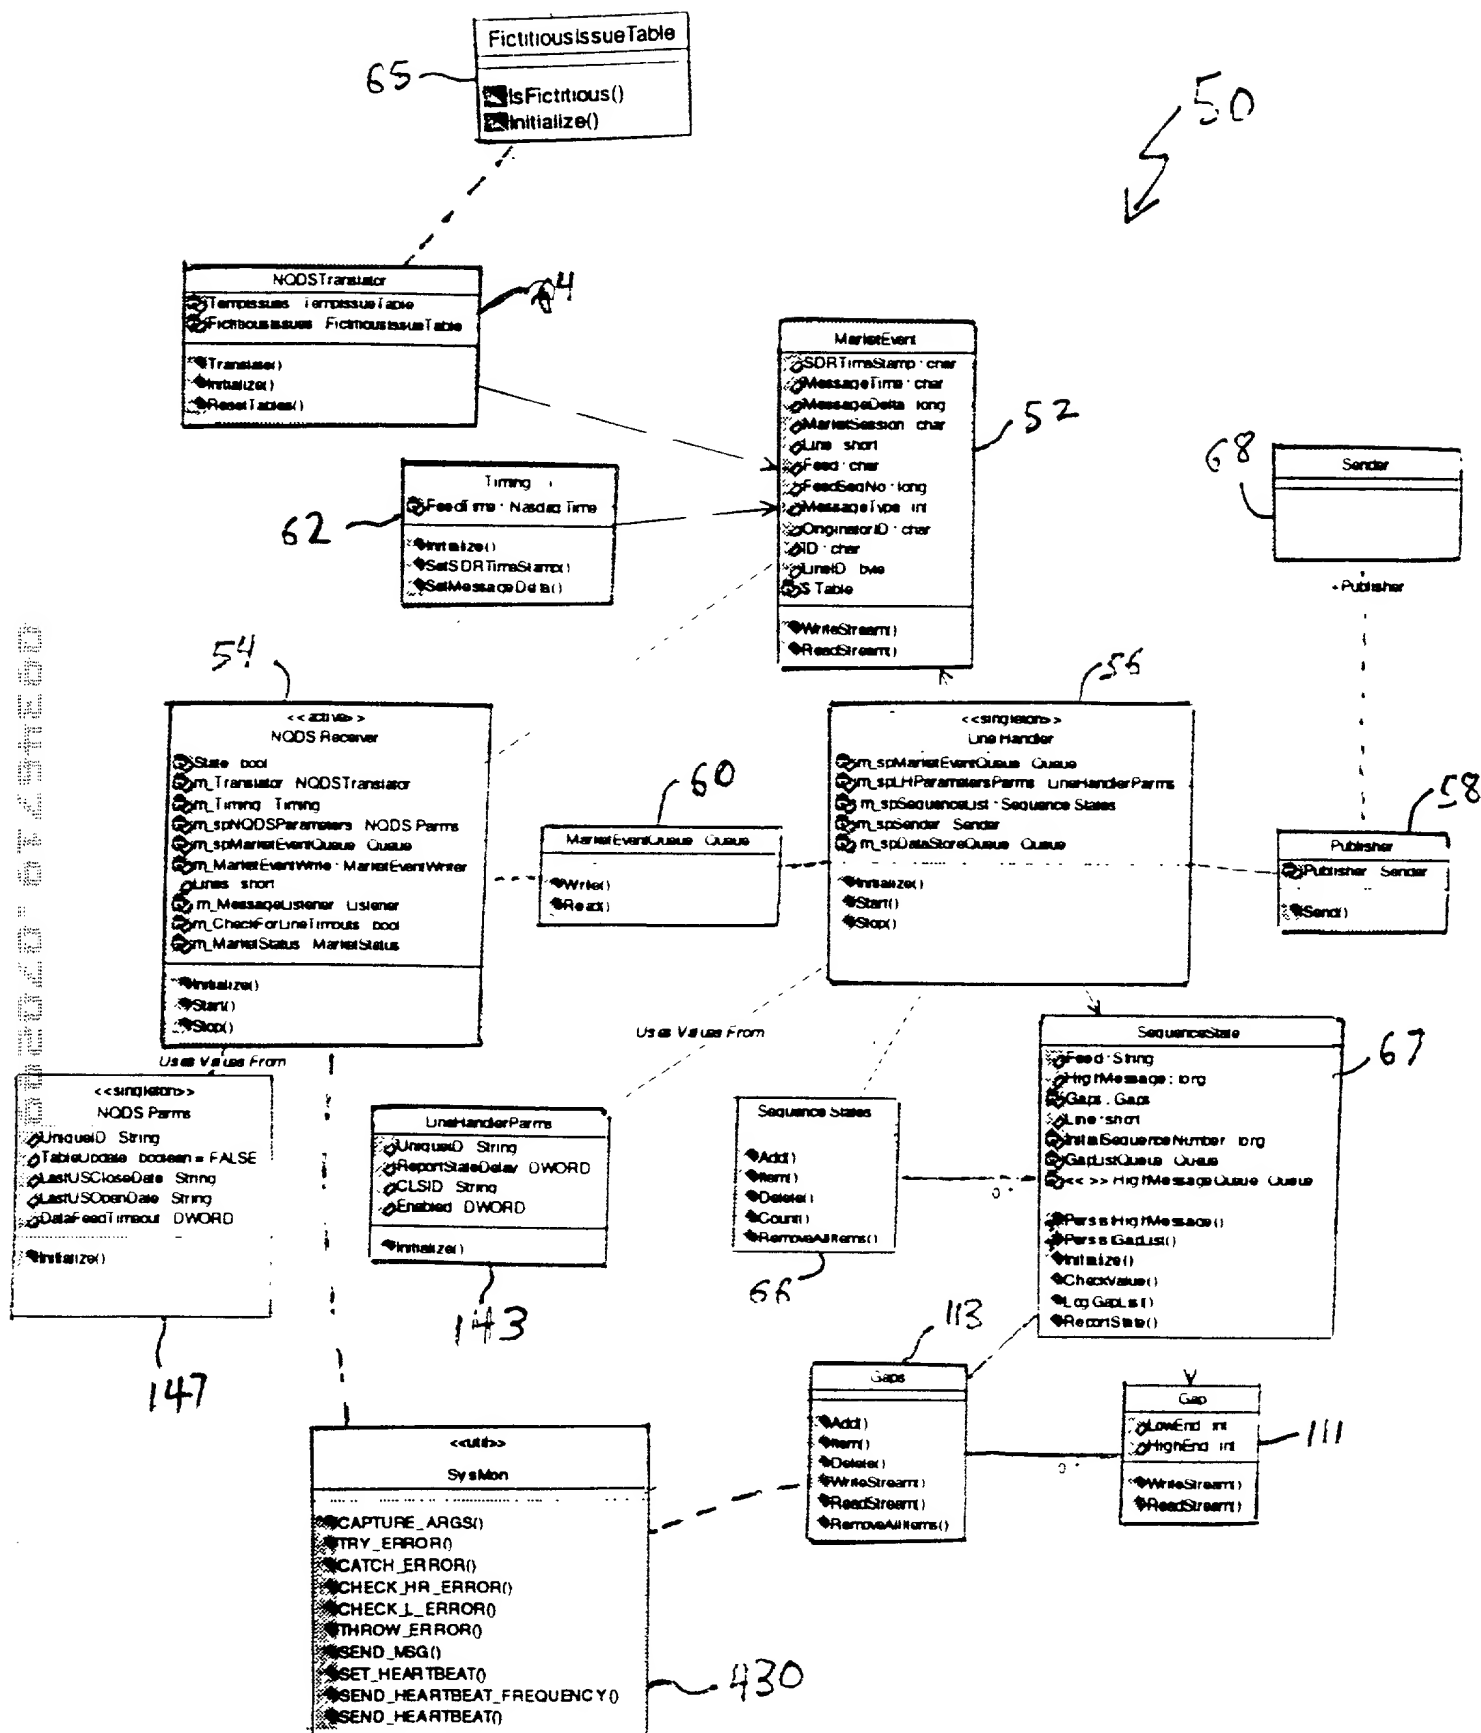 FictitiousIssueTable
65
IsFictitious()
Initialize()
50
NQDSTranslator
TempIssues TempIssueTable
FictitiousIssues FictitiousIssueTable
Translate()
Initialize()
ResetTables()
MarketEvent
SDRTimeStamp : char
MessageTime : char
MessageDelta long
MarketSession char
Line short
Feed : char
FeedSeqNo : long
MessageType int
OriginatorID : char
ID : char
LineID byte
S Table
WriteStream()
ReadStream()
52
Timing
FeedTime : Nasdaq Time
Initialize()
SetSDRTimeStamp()
SetMessageDelta()
62
68
Sender
+Publisher
54
<<active>>
NQDS Receiver
State bool
m_Translator NQDSTranslator
m_Timing Timing
m_spNQDSParameters NQDS Parms
m_spMarketEventQueue Queue
m_MarketEventWrite : MarketEventWriter
Lines short
m_MessageListener Listener
m_CheckForLineTimouts bool
m_MarketStatus MarketStatus
Initialize()
Start()
Stop()
60
MarketEventQueue Queue
Write()
Read()
56
<<singleton>>
Line Handler
m_spMarketEventQueue Queue
m_spLHParametersParms LineHandlerParms
m_spSequenceList : Sequence States
m_spSender Sender
m_spDataStoreQueue Queue
Initialize()
Start()
Stop()
58
Publisher
Publisher Sender
Send()
Uses Values From
Uses Values From
<<singleton>>
NQDS Parms
UniqueID String
TableUpdate boolean = FALSE
LastUSCloseDate String
LastUSOpenDate String
DataFeedTimeout DWORD
Initialize()
147
LineHandlerParms
UniqueID String
ReportStateDelay DWORD
CLSID String
Enabled DWORD
Initialize()
143
Sequence States
Add()
Item()
Delete()
Count()
RemoveAllItems()
66
0..*
SequenceState
Feed : String
HighMessage : long
Gaps : Gaps
Line : short
InitialSequenceNumber long
GapListQueue Queue
<< >> HighMessageQueue Queue
PersistHighMessage()
PersistGapList()
Initialize()
CheckValue()
LogGapList()
ReportState()
67
113
Gaps
Add()
Item()
Delete()
WriteStream()
ReadStream()
RemoveAllItems()
0..*
Gap
LowEnd int
HighEnd int
WriteStream()
ReadStream()
111
<<util>>
SysMon
CAPTURE_ARGS()
TRY_ERROR()
CATCH_ERROR()
CHECK_HR_ERROR()
CHECK_L_ERROR()
THROW_ERROR()
SEND_MSG()
SET_HEARTBEAT()
SEND_HEARTBEAT_FREQUENCY()
SEND_HEARTBEAT()
430